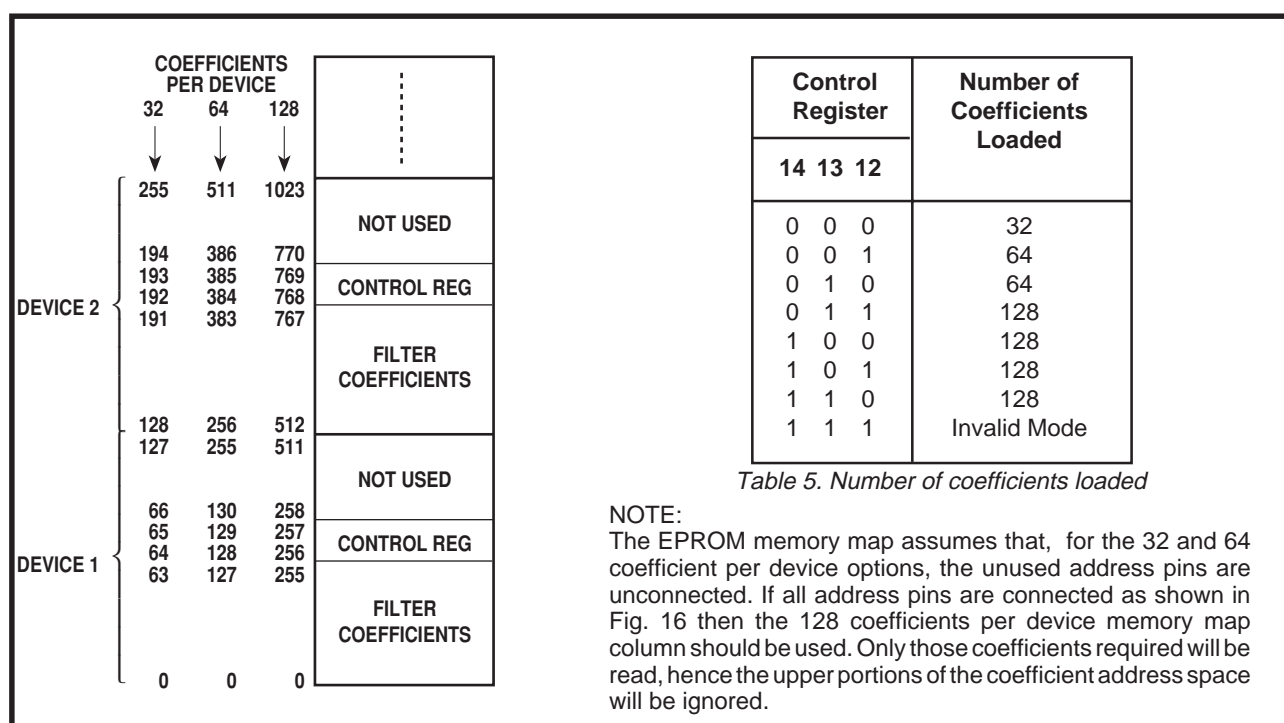 COEFFICIENTS
PER DEVICE
32 64 128
255 511 1023
NOT USED
194 386 770
193 385 769
CONTROL REG
192 384 768
DEVICE 2
191 383 767
FILTER
COEFFICIENTS
128 256 512
127 255 511
NOT USED
66 130 258
65 129 257
CONTROL REG
64 128 256
DEVICE 1
63 127 255
FILTER
COEFFICIENTS
0 0 0
Control
Register
Number of
Coefficients
Loaded
14 13 12
0 0 0 32
0 0 1 64
0 1 0 64
0 1 1 128
1 0 0 128
1 0 1 128
1 1 0 128
1 1 1 Invalid Mode
Table 5. Number of coefficients loaded
NOTE:
The EPROM memory map assumes that, for the 32 and 64
coefficient per device options, the unused address pins are
unconnected. If all address pins are connected as shown in
Fig. 16 then the 128 coefficients per device memory map
column should be used. Only those coefficients required will be
read, hence the upper portions of the coefficient address space
will be ignored.